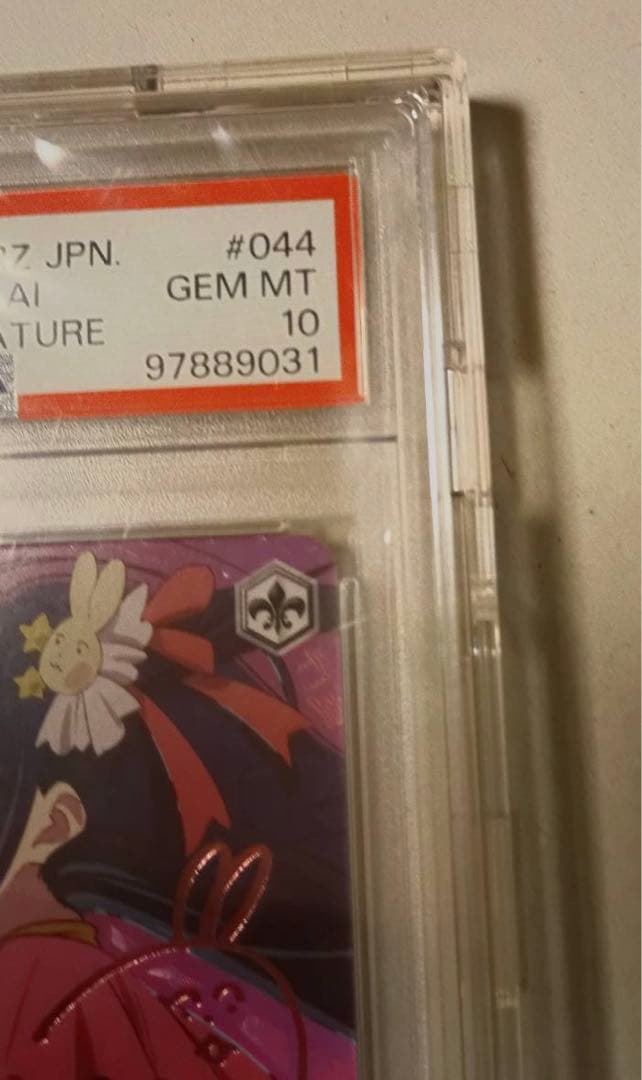 Z JPN. #044
AI GEM MT
ATURE 10
97889031